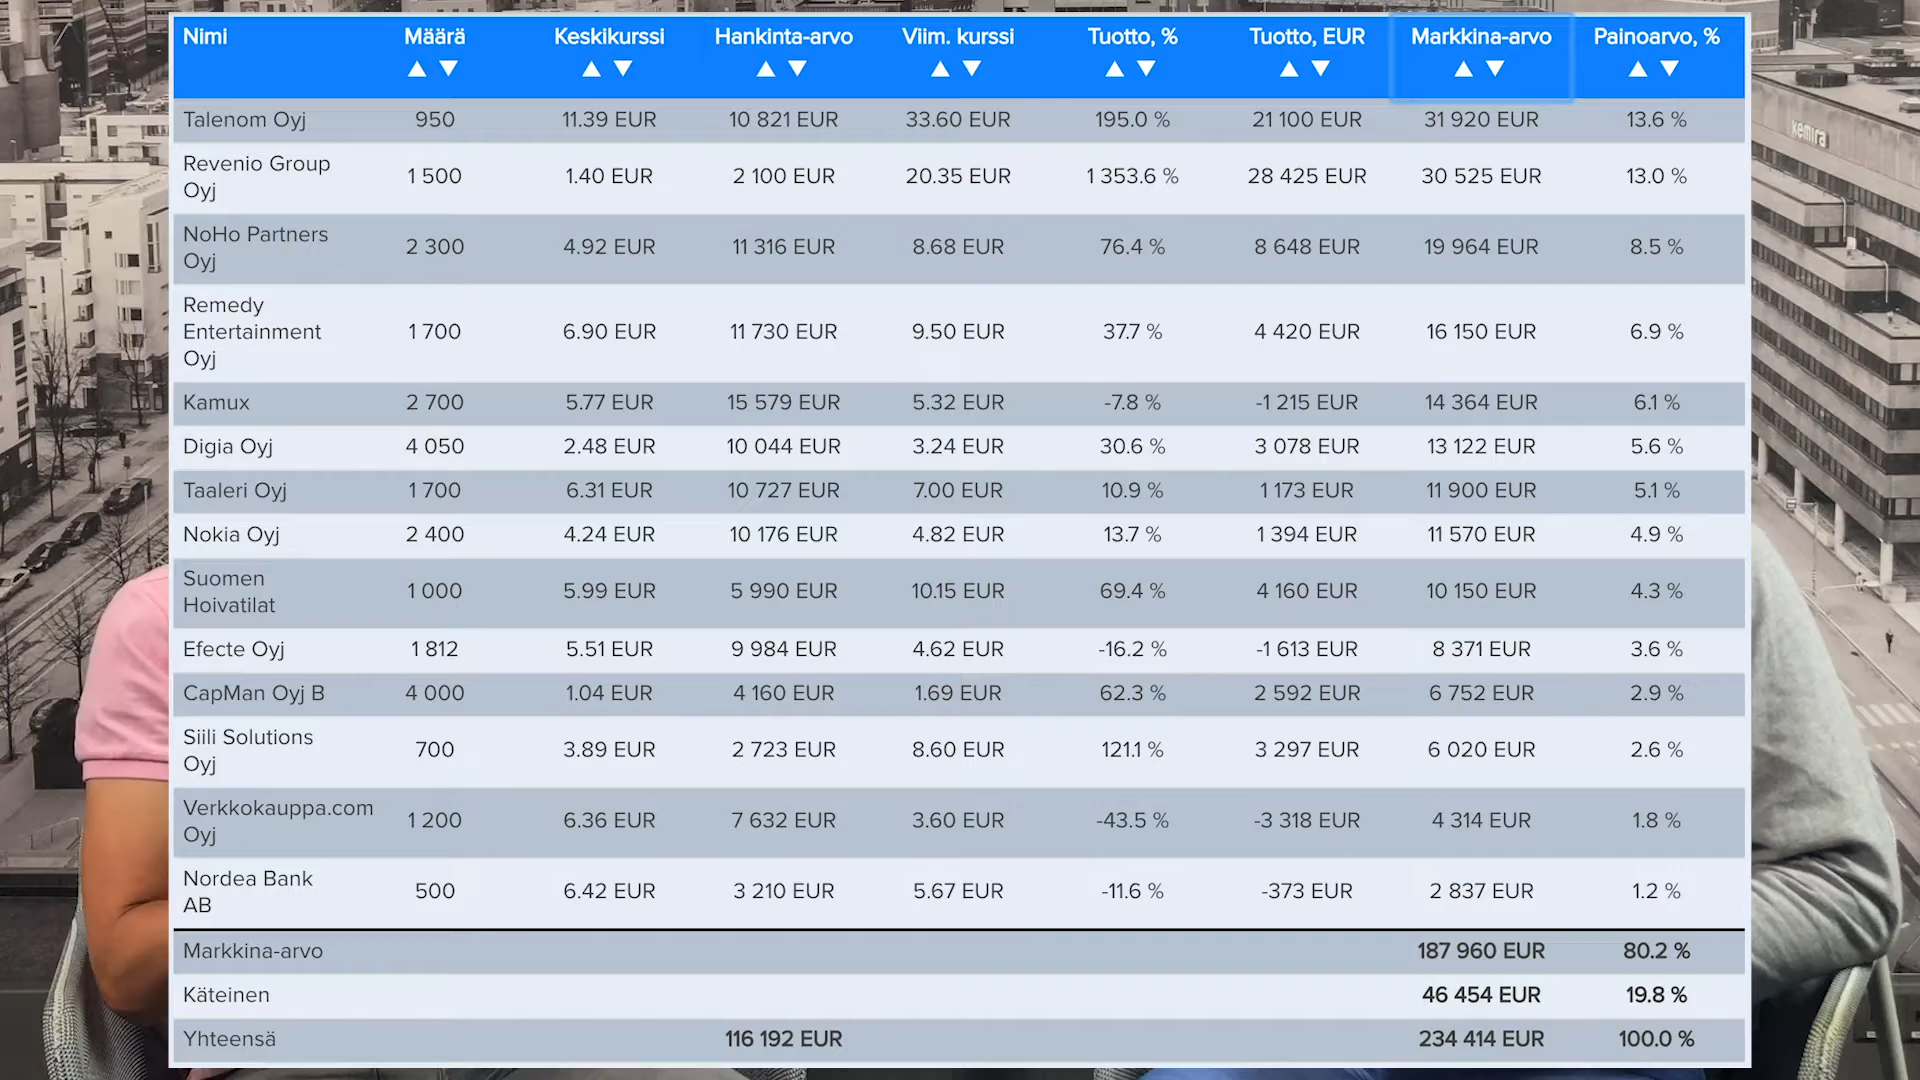 Nimi Määrä Keskikurssi Hankinta-arvo Viim. kurssi Tuotto, % Tuotto, EUR Markkina-arvo Painoarvo, %
Talenom Oyj 950 11.39 EUR 10 821 EUR 33.60 EUR 195.0 % 21 100 EUR 31 920 EUR 13.6 %
Revenio Group
Oyj 1 500 1.40 EUR 2 100 EUR 20.35 EUR 1 353.6 % 28 425 EUR 30 525 EUR 13.0 %
NoHo Partners
Oyj 2 300 4.92 EUR 11 316 EUR 8.68 EUR 76.4 % 8 648 EUR 19 964 EUR 8.5 %
Remedy
Entertainment 1 700 6.90 EUR 11 730 EUR 9.50 EUR 37.7 % 4 420 EUR 16 150 EUR 6.9 %
Oyj
Kamux 2 700 5.77 EUR 15 579 EUR 5.32 EUR -7.8 % -1 215 EUR 14 364 EUR 6.1 %
Digia Oyj 4 050 2.48 EUR 10 044 EUR 3.24 EUR 30.6 % 3 078 EUR 13 122 EUR 5.6 %
Taaleri Oyj 1 700 6.31 EUR 10 727 EUR 7.00 EUR 10.9 % 1 173 EUR 11 900 EUR 5.1 %
Nokia Oyj 2 400 4.24 EUR 10 176 EUR 4.82 EUR 13.7 % 1 394 EUR 11 570 EUR 4.9 %
Suomen
Hoivatilat 1 000 5.99 EUR 5 990 EUR 10.15 EUR 69.4 % 4 160 EUR 10 150 EUR 4.3 %
Efecte Oyj 1 812 5.51 EUR 9 984 EUR 4.62 EUR -16.2 % -1 613 EUR 8 371 EUR 3.6 %
CapMan Oyj B 4 000 1.04 EUR 4 160 EUR 1.69 EUR 62.3 % 2 592 EUR 6 752 EUR 2.9 %
Siili Solutions
Oyj 700 3.89 EUR 2 723 EUR 8.60 EUR 121.1 % 3 297 EUR 6 020 EUR 2.6 %
Verkkokauppa.com
Oyj 1 200 6.36 EUR 7 632 EUR 3.60 EUR -43.5 % -3 318 EUR 4 314 EUR 1.8 %
Nordea Bank
AB 500 6.42 EUR 3 210 EUR 5.67 EUR -11.6 % -373 EUR 2 837 EUR 1.2 %
Markkina-arvo 187 960 EUR 80.2 %
Käteinen 46 454 EUR 19.8 %
Yhteensä 116 192 EUR 234 414 EUR 100.0 %
kemira